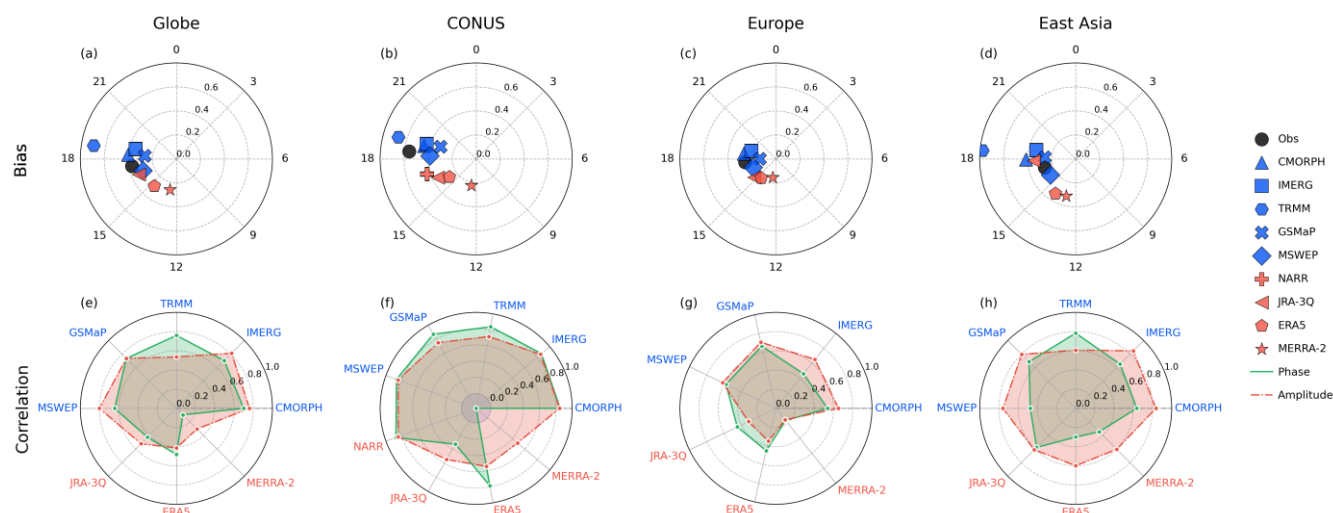 Globe
CONUS
Europe
East Asia
Bias
(a)
0
3
6
9
12
15
18
21
0.0
0.2
0.4
0.6
(b)
0
3
6
9
12
15
18
21
0.0
0.2
0.4
0.6
(c)
0
3
6
9
12
15
18
21
0.0
0.2
0.4
0.6
(d)
0
3
6
9
12
15
18
21
0.0
0.2
0.4
0.6
Obs
CMORPH
IMERG
TRMM
GSMaP
MSWEP
NARR
JRA-3Q
ERA5
MERRA-2
Phase
Amplitude
Correlation
(e)
TRMM
GSMaP
IMERG
MSWEP
CMORPH
JRA-3Q
MERRA-2
ERA5
0.0
0.2
0.4
0.6
0.8
1.0
(f)
TRMM
GSMaP
IMERG
MSWEP
CMORPH
NARR
MERRA-2
JRA-3Q
ERA5
0.0
0.2
0.4
0.6
0.8
1.0
(g)
GSMaP
IMERG
MSWEP
CMORPH
JRA-3Q
MERRA-2
ERA5
0.0
0.2
0.4
0.6
0.8
1.0
(h)
TRMM
GSMaP
IMERG
MSWEP
CMORPH
JRA-3Q
MERRA-2
ERA5
0.0
0.2
0.4
0.6
0.8
1.0